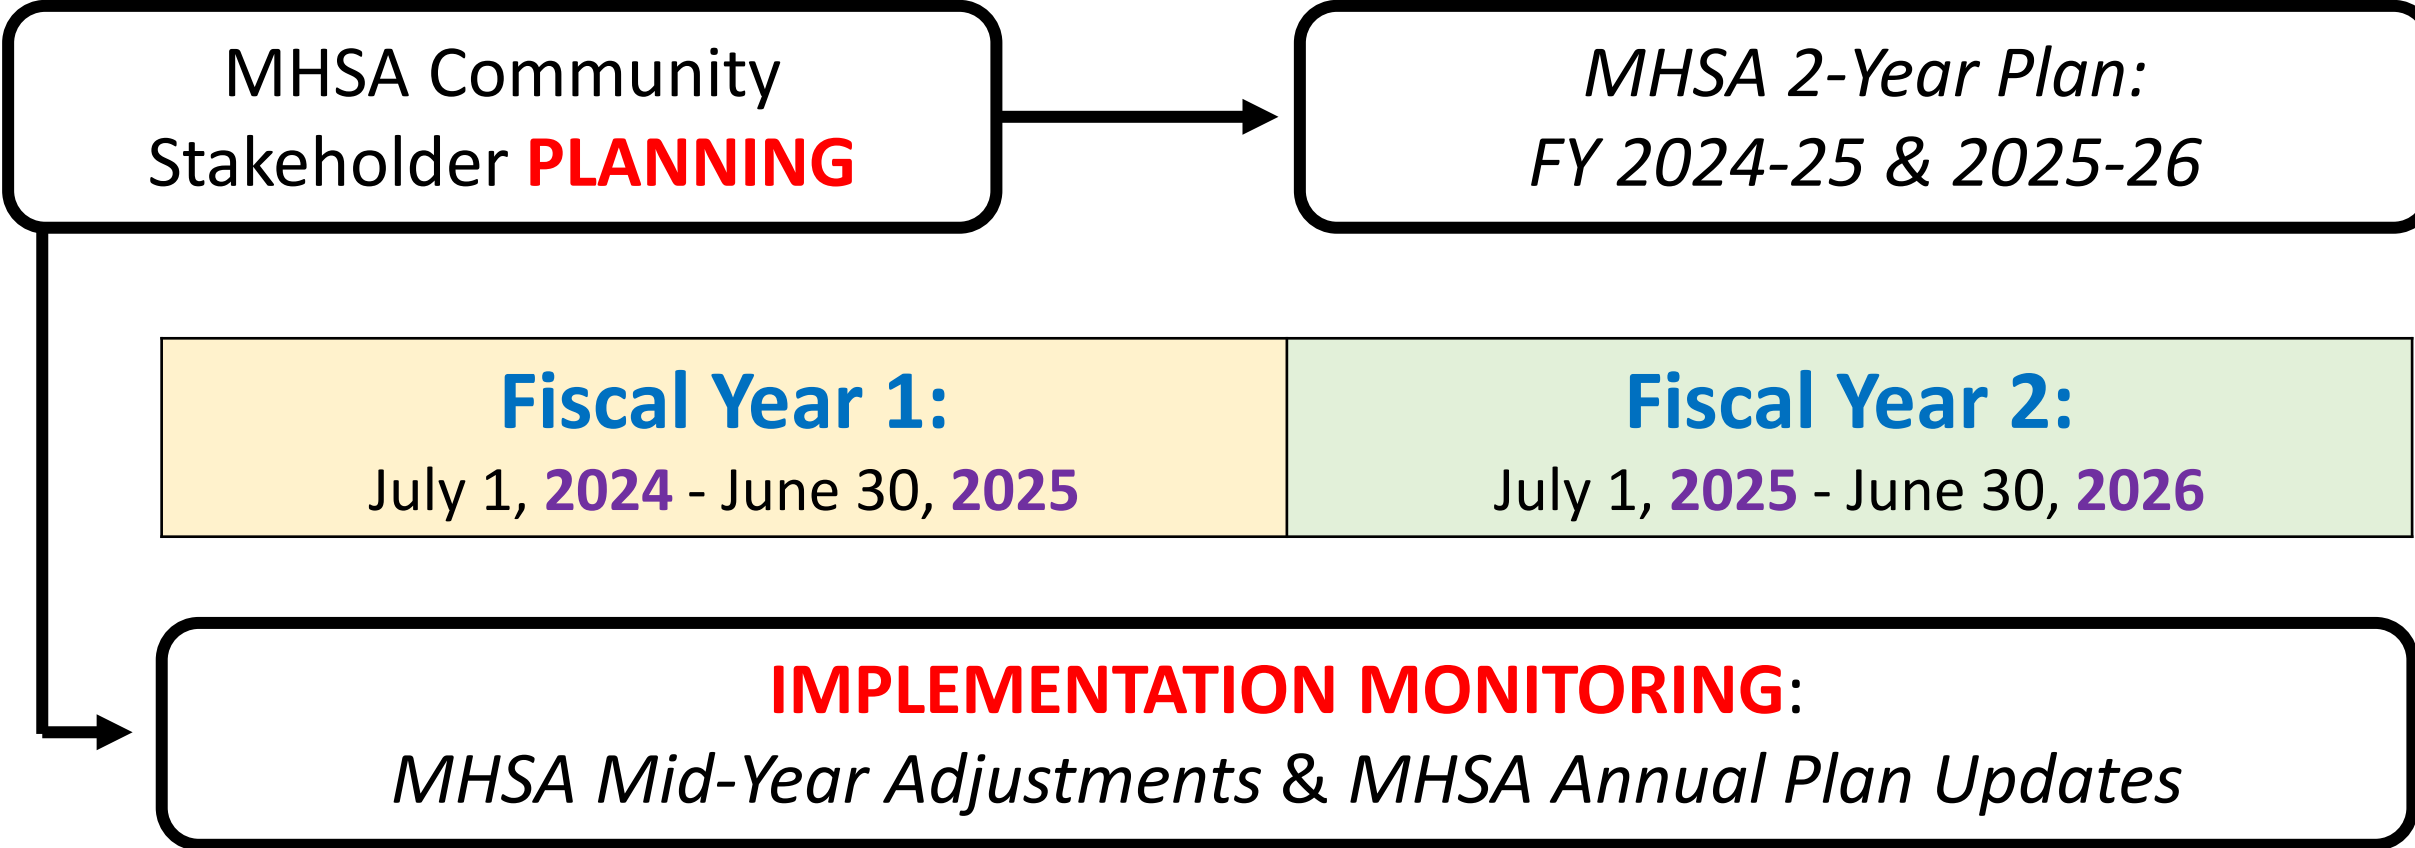 MHSA Community
Stakeholder PLANNING
MHSA 2-Year Plan:
FY 2024-25 & 2025-26
Fiscal Year 1:
July 1, 2024 - June 30, 2025
Fiscal Year 2:
July 1, 2025 - June 30, 2026
IMPLEMENTATION MONITORING:
MHSA Mid-Year Adjustments & MHSA Annual Plan Updates